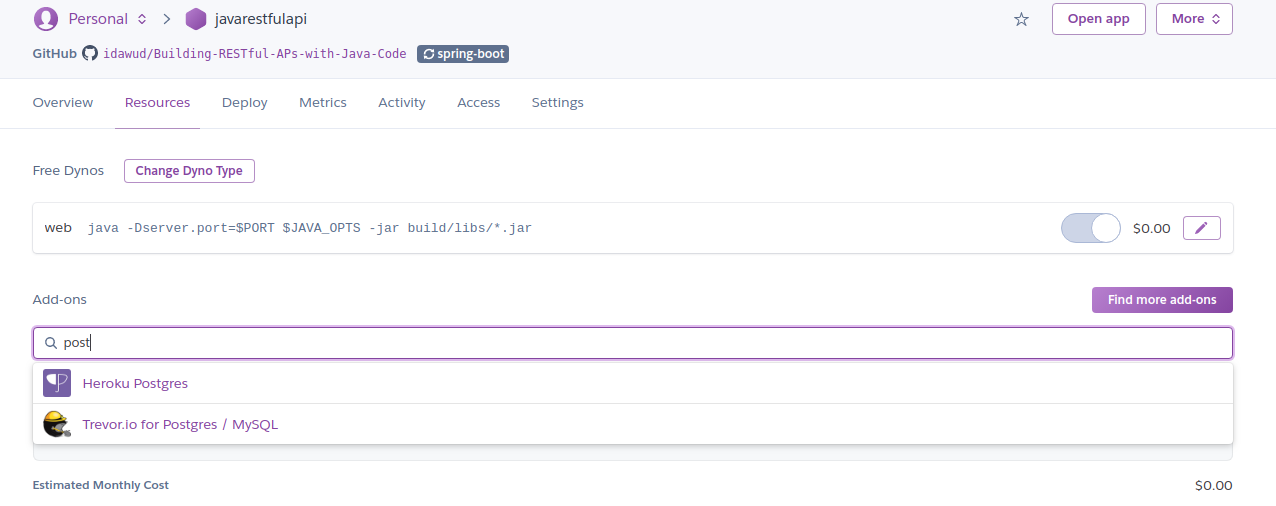 Personal javarestfulapi Open app More
GitHub idawud/Building-RESTful-APs-with-Java-Code spring-boot
Overview Resources Deploy Metrics Activity Access Settings
Free Dynos Change Dyno Type
web java -Dserver.port=$PORT $JAVA_OPTS -jar build/libs/*.jar $0.00
Add-ons Find more add-ons
post
Heroku Postgres
Trevor.io for Postgres / MySQL
Estimated Monthly Cost $0.00